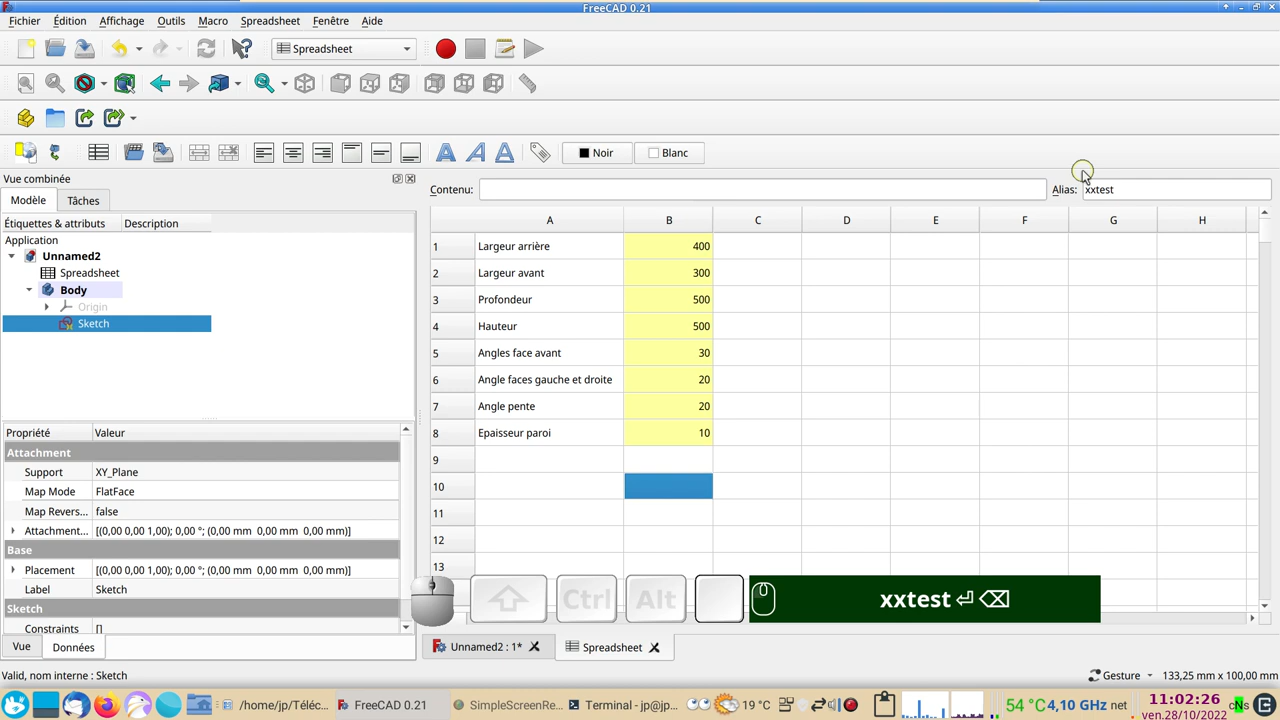 FreeCAD 0.21
Fichier Édition Affichage Outils Macro Spreadsheet Fenêtre Aide
Spreadsheet
Noir Blanc
Vue combinée
Contenu: Alias: xxtest
Modèle Tâches
Étiquettes & attributs Description
Application
Unnamed2
Spreadsheet
Body
Origin
Sketch
A B C D E F G H
1 Largeur arrière 400
2 Largeur avant 300
3 Profondeur 500
4 Hauteur 500
5 Angles face avant 30
6 Angle faces gauche et droite 20
7 Angle pente 20
8 Epaisseur paroi 10
9
10
11
12
13
Propriété Valeur
Attachment
Support XY_Plane
Map Mode FlatFace
Map Revers... false
Attachment... [(0,00 0,00 1,00); 0,00 °; (0,00 mm 0,00 mm 0,00 mm)]
Base
Placement [(0,00 0,00 1,00); 0,00 °; (0,00 mm 0,00 mm 0,00 mm)]
Label Sketch
Sketch
Constraints []
Ctrl Alt xxtest ⏎ ⌫
Vue Données
Unnamed2 : 1* Spreadsheet
Valid, nom interne : Sketch
Gesture 133,25 mm x 100,00 mm
/home/jp/Téléc... FreeCAD 0.21 SimpleScreenRe... Terminal - jp@jp... 19 °C 54 °C 4,10 GHz net 11:02:26
ven.28/10/2022 cNs